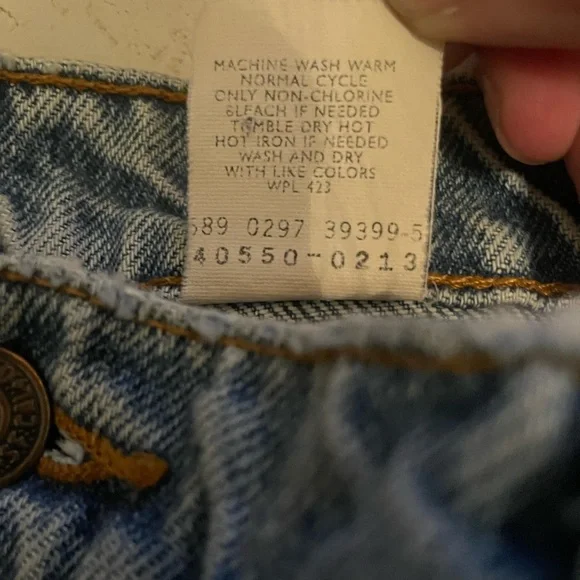 MACHINE WASH WARM
NORMAL CYCLE
ONLY NON-CHLORINE
BLEACH IF NEEDED
TUMBLE DRY HOT
HOT IRON IF NEEDED
WASH AND DRY
WITH LIKE COLORS
WPL 423
589 0297 39399-5
40550-0213